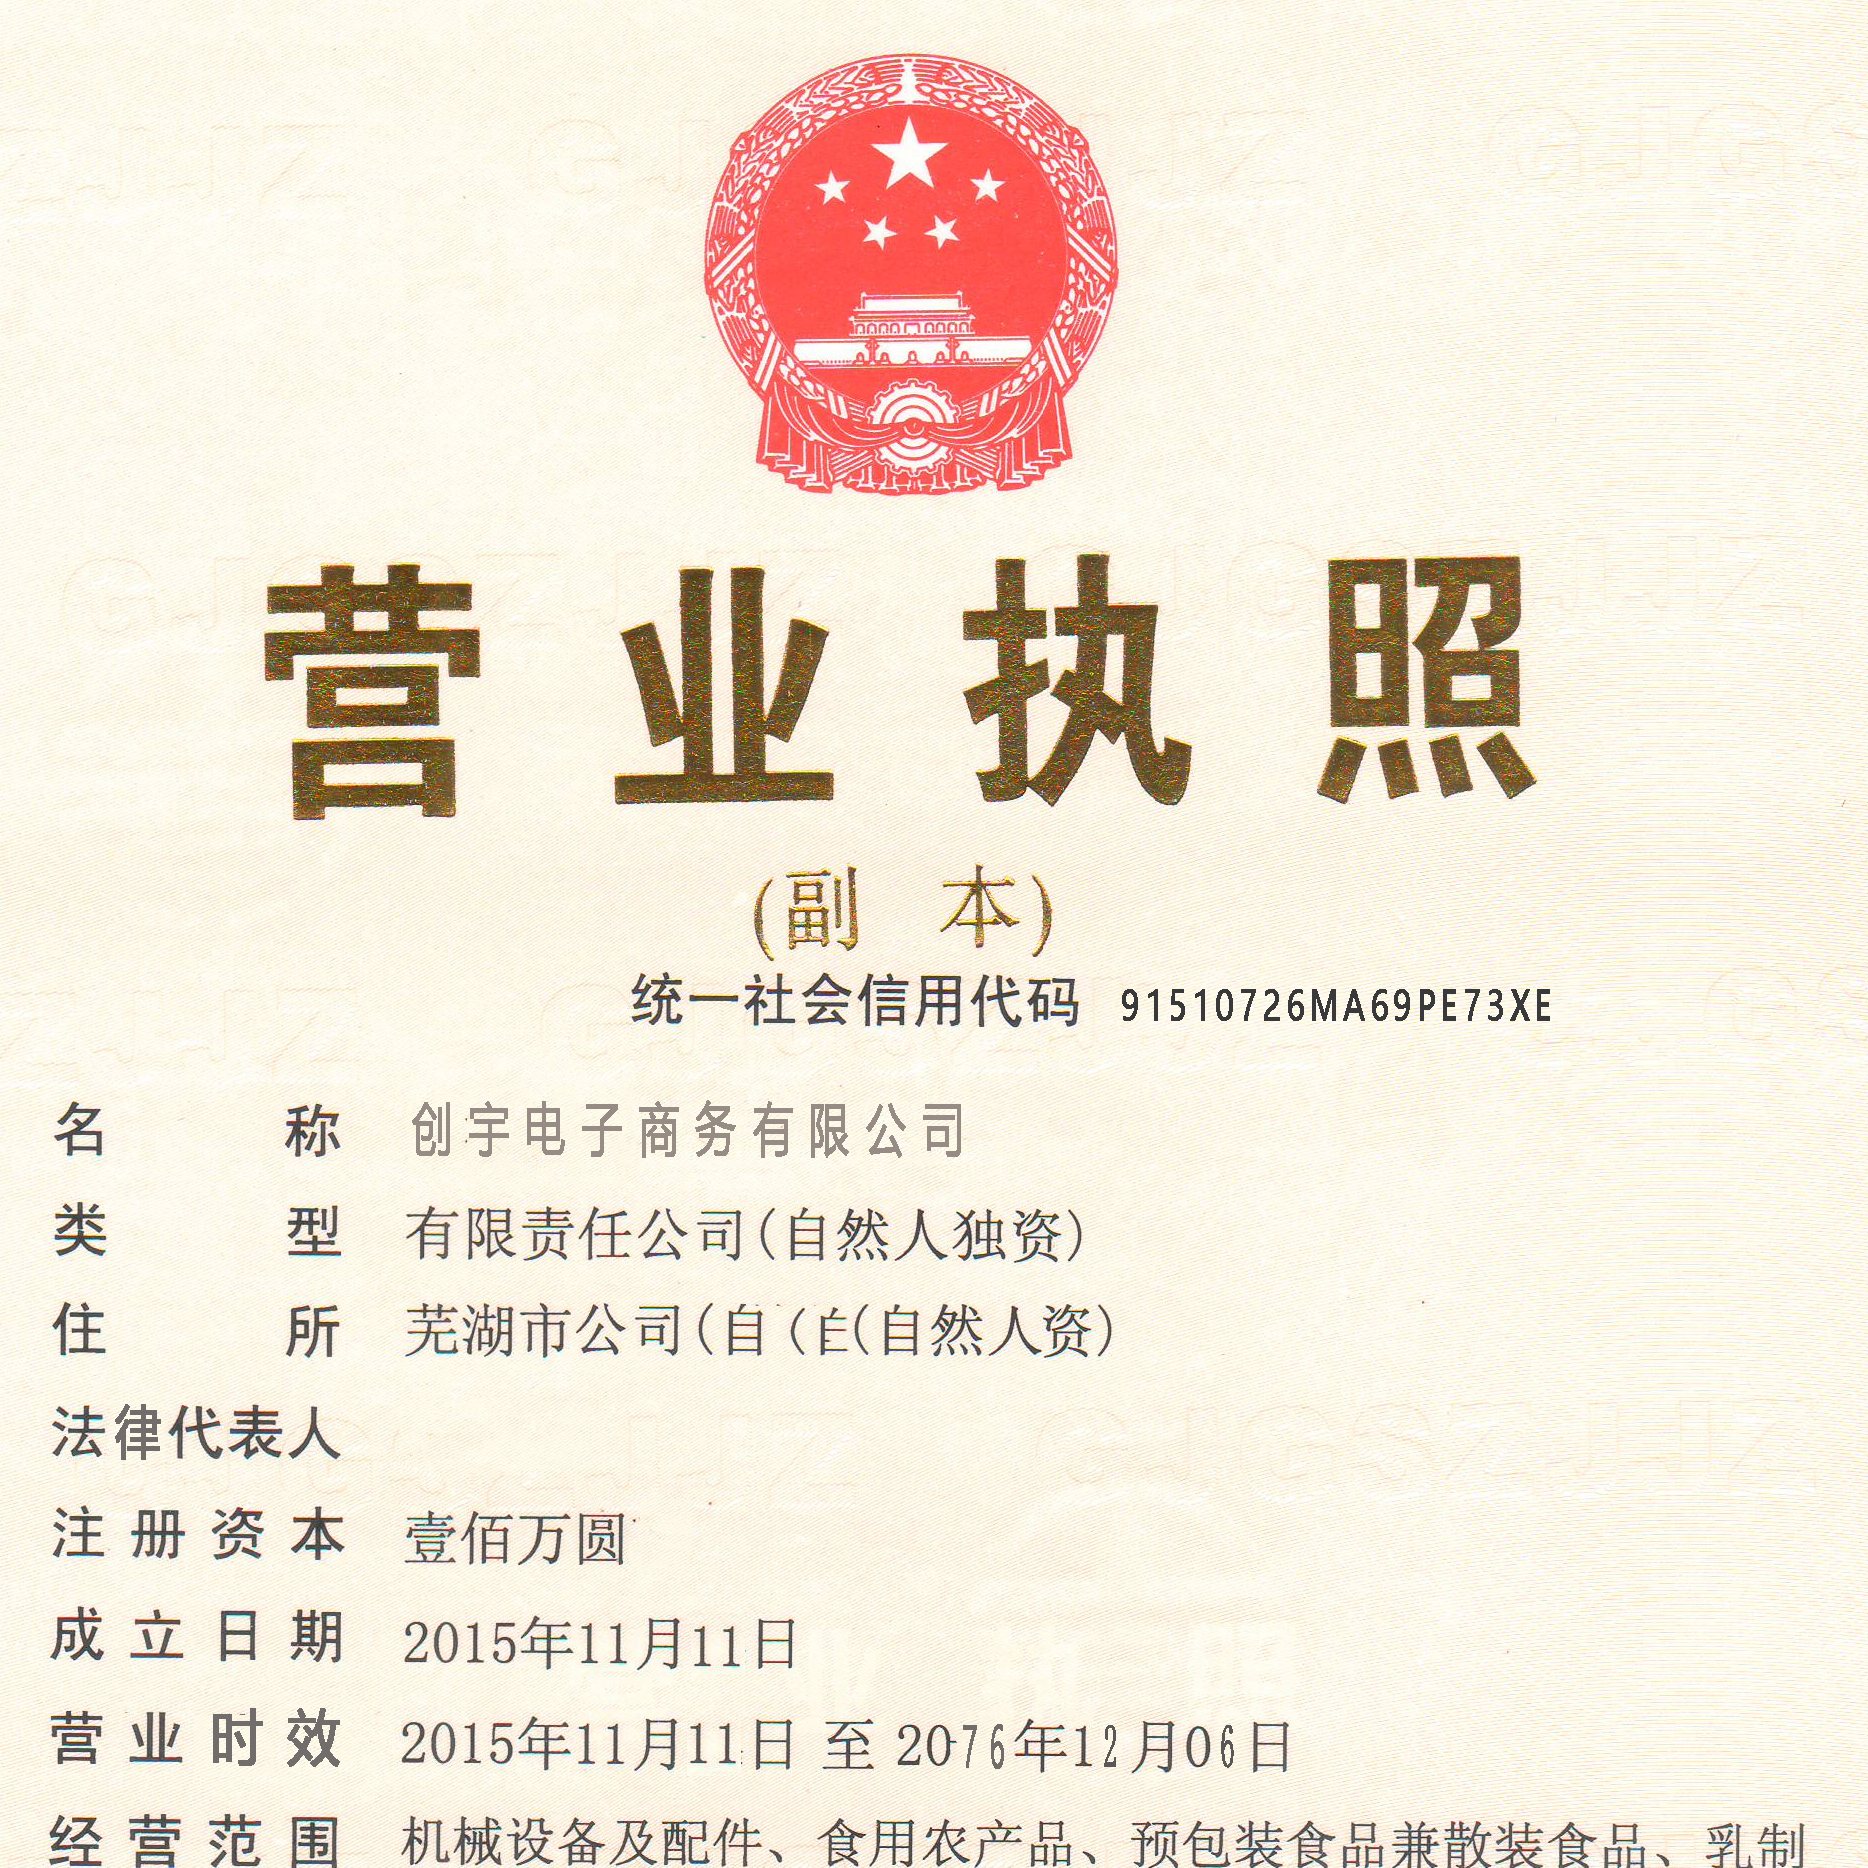 营业执照
(副 本)
统一社会信用代码 91510726MA69PE73XE
名 称 创宇电子商务有限公司
类 型 有限责任公司(自然人独资)
住 所 芜湖市公司(自 (自(自然人资)
法律代表人
注册资本 壹佰万圆
成立日期 2015年11月11日
营业时效 2015年11月11日 至 2076年12月06日
经营范围 机械设备及配件、食用农产品、预包装食品兼散装食品、乳制